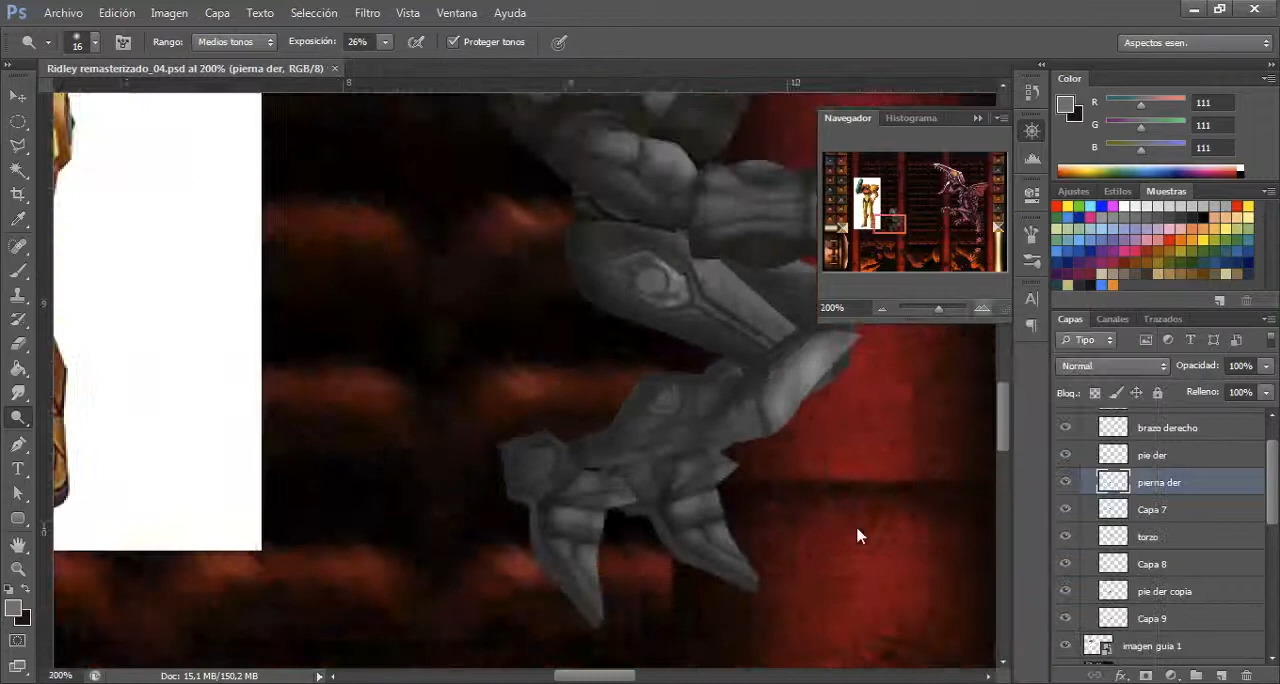 Ps Archivo Edición Imagen Capa Texto Selección Filtro Vista Ventana Ayuda
16 Rango: Medios tonos Exposición: 26% Proteger tonos Aspectos esen.
Ridley remasterizado_04.psd al 200% (pierna der, RGB/8)
8 9 10
Color
R 111
G 111
B 111
Navegador Histograma
200%
Ajustes Estilos Muestras
Capas Canales Trazados
Tipo
Normal Opacidad: 100%
Bloq.: Relleno: 100%
brazo derecho
pie der
pierna der
Capa 7
torzo
Capa 8
pie der copia
Capa 9
imagen guia 1
200% Doc: 15,1 MB/150,2 MB